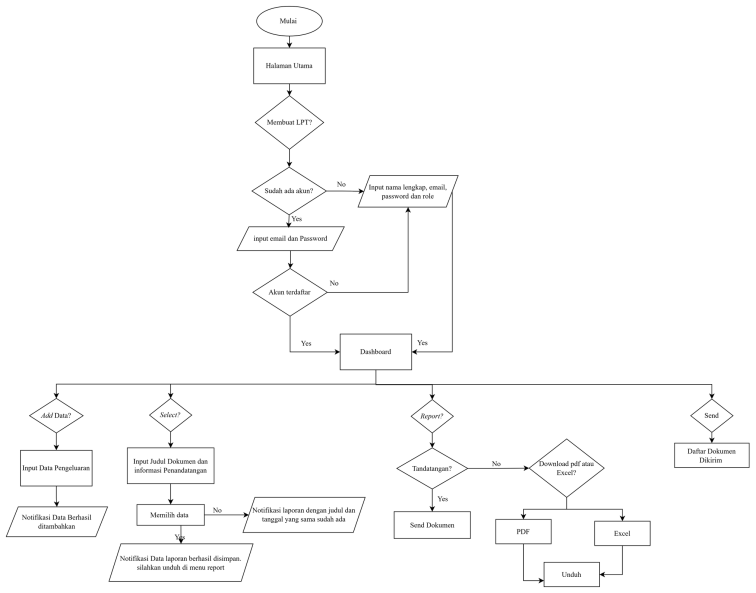 Mulai
Halaman Utama
Membuat LPT?
Sudah ada akun?
No
Input nama lengkap, email,
password dan role
Yes
input email dan Password
Akun terdaftar
No
Yes
Dashboard
Yes
Add Data?
Select?
Report?
Send
Input Data Pengeluaran
Input Judul Dokumen dan
informasi Penandatangan
Tandatangan?
No
Download pdf atau
Excel?
Daftar Dokumen
Dikirim
Yes
Notifikasi Data Berhasil
ditambahkan
Memilih data
No
Notifikasi laporan dengan judul dan
tanggal yang sama sudah ada
Send Dokumen
PDF
Excel
Yes
Notifikasi Data laporan berhasil disimpan.
silahkan unduh di menu report
Unduh